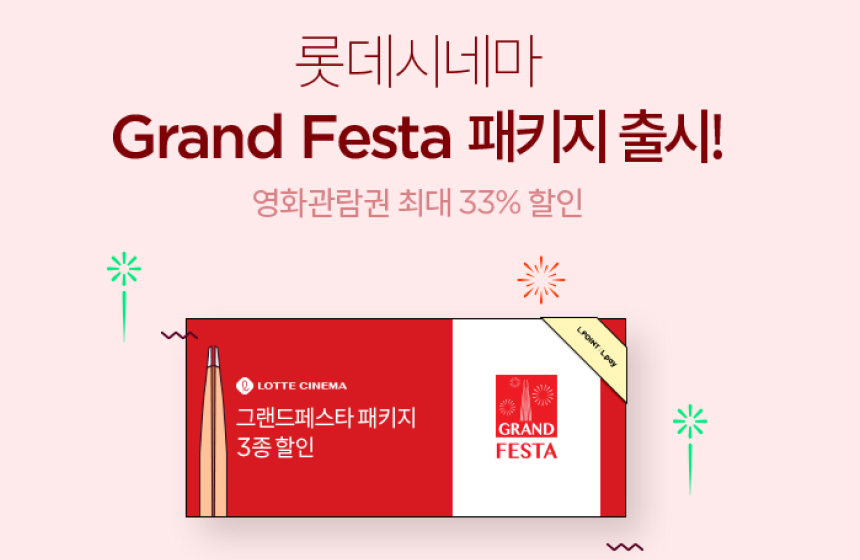 롯데시네마
Grand Festa 패키지 출시!
영화관람권 최대 33% 할인
L.POINT | L.pay
LOTTE CINEMA
그랜드페스타 패키지
3종 할인
GRAND
FESTA